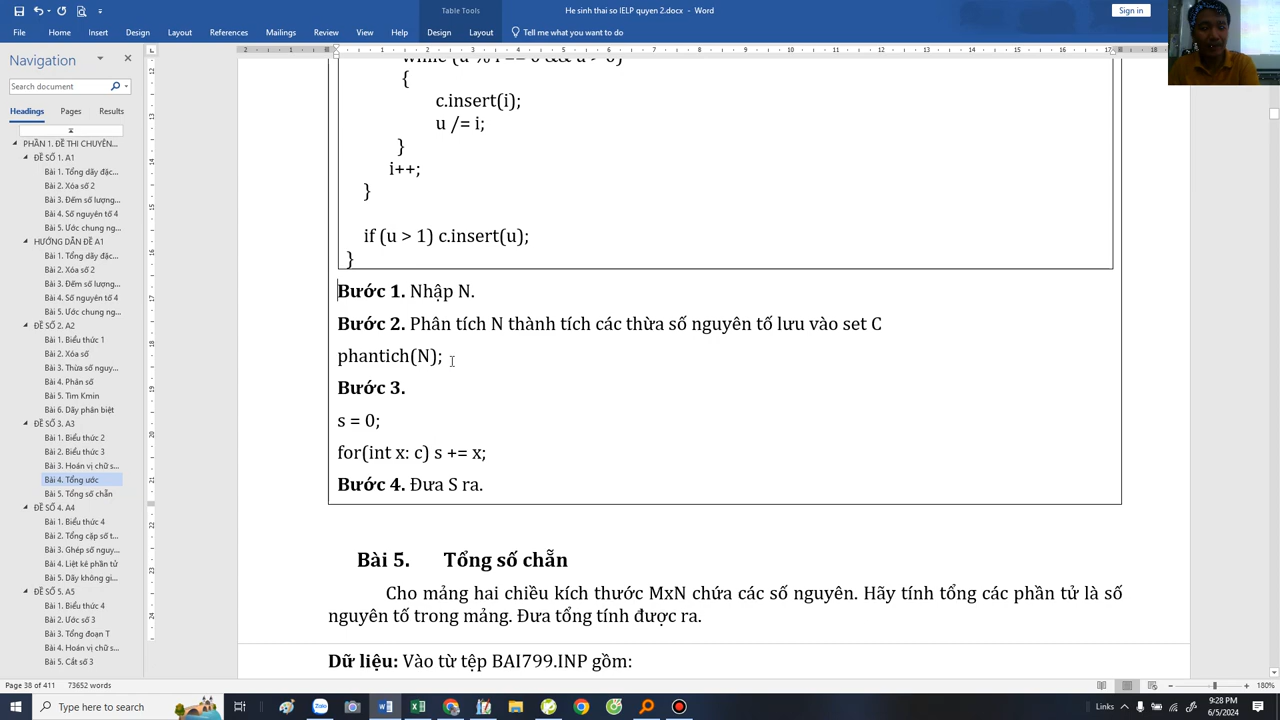 Table Tools
He sinh thai so IELP quyen 2.docx - Word
Sign in
File Home Insert Design Layout References Mailings Review View Help Design Layout Tell me what you want to do
Navigation
Search document
Headings Pages Results
PHẦN 1. ĐỀ THI CHUYÊN...
ĐỀ SỐ 1. A1
Bài 1. Tổng dãy đặc...
Bài 2. Xóa số 2
Bài 3. Đếm số lượng...
Bài 4. Số nguyên tố 4
Bài 5. Ước chung ng...
HƯỚNG DẪN ĐỀ A1
Bài 1. Tổng dãy đặc...
Bài 2. Xóa số 2
Bài 3. Đếm số lượng...
Bài 4. Số nguyên tố 4
Bài 5. Ước chung ng...
ĐỀ SỐ 2. A2
Bài 1. Biểu thức 1
Bài 2. Xóa số
Bài 3. Thừa số nguy...
Bài 4. Phân số
Bài 5. Tìm Kmin
Bài 6. Dãy phân biệt
ĐỀ SỐ 3. A3
Bài 1. Biểu thức 2
Bài 2. Biểu thức 3
Bài 3. Hoán vị chữ s...
Bài 4. Tổng ước
Bài 5. Tổng số chẵn
ĐỀ SỐ 4. A4
Bài 1. Biểu thức 4
Bài 2. Tổng cặp số t...
Bài 3. Ghép số nguy...
Bài 4. Liệt kê phần tử
Bài 5. Dãy không gi...
ĐỀ SỐ 5. A5
Bài 1. Biểu thức 4
Bài 2. Ước số 3
Bài 3. Tổng đoạn T
Bài 4. Hoán vị chữ s...
Bài 5. Cắt số 3
while (u % i == 0 && u > 0)
{
c.insert(i);
u /= i;
}
i++;
}
if (u > 1) c.insert(u);
}
Bước 1. Nhập N.
Bước 2. Phân tích N thành tích các thừa số nguyên tố lưu vào set C
phantich(N);
Bước 3.
s = 0;
for(int x: c) s += x;
Bước 4. Đưa S ra.
Bài 5. Tổng số chẵn
Cho mảng hai chiều kích thước MxN chứa các số nguyên. Hãy tính tổng các phần tử là số
nguyên tố trong mảng. Đưa tổng tính được ra.
Dữ liệu: Vào từ tệp BAI799.INP gồm:
Page 38 of 411 73652 words
180%
Type here to search
Zalo
9:28 PM
6/5/2024